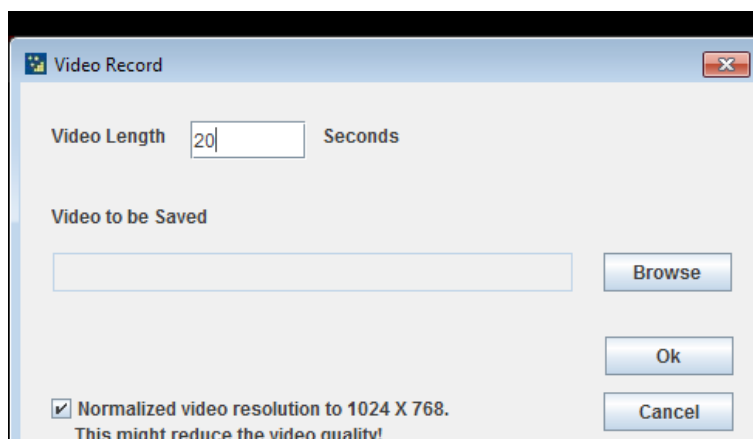 Video Record
Video Length 20 Seconds
Video to be Saved
Browse
Ok
Normalized video resolution to 1024 X 768.
Cancel
This might reduce the video quality!